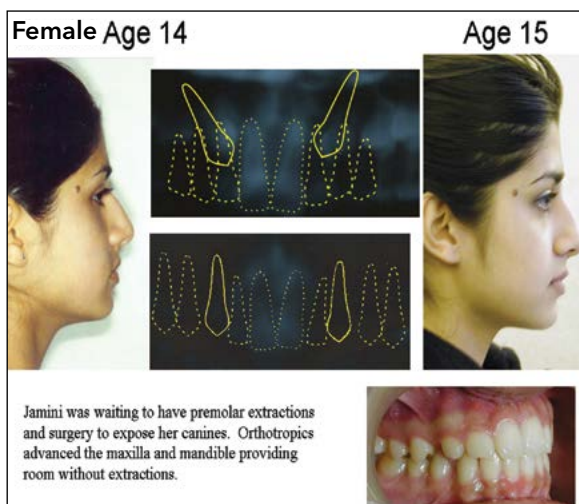 Female Age 14
Age 15
Jamini was waiting to have premolar extractions
and surgery to expose her canines. Orthotropics
advanced the maxilla and mandible providing
room without extractions.